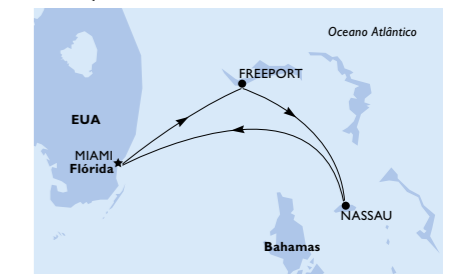 Oceano Atlântico
FREEPORT
EUA
MIAMI
Flórida
NASSAU
Bahamas